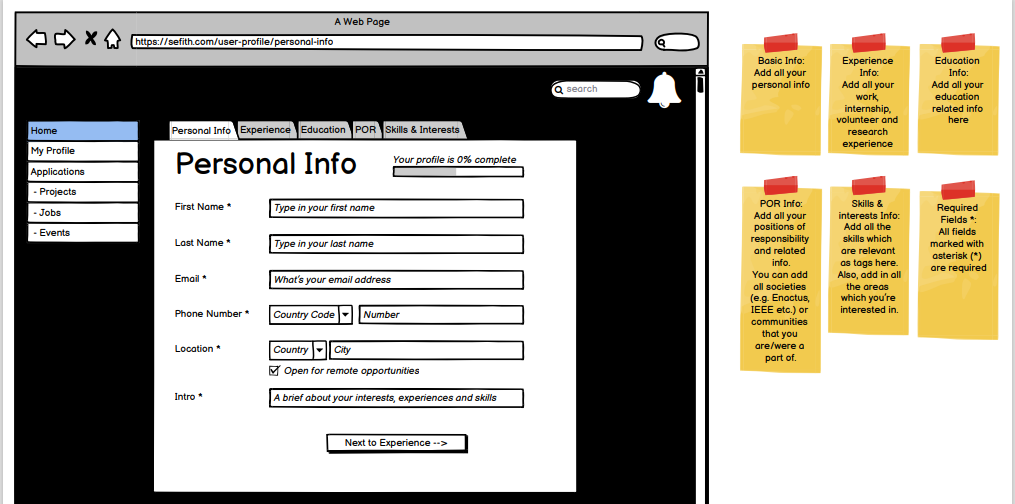 A Web Page
https://sefith.com/user-profile/personal-info
search
Home
My Profile
Applications
- Projects
- Jobs
- Events
Personal Info
Experience
Education
POR
Skills & Interests
Personal Info
Your profile is 0% complete
First Name *
Type in your first name
Last Name *
Type in your last name
Email *
What's your email address
Phone Number *
Country Code
Number
Location *
Country
City
Open for remote opportunities
Intro *
A brief about your interests, experiences and skills
Next to Experience -->
Basic Info:
Add all your
personal info
Experience
Info:
Add all your
work,
internship,
volunteer and
research
experience
Education
Info:
Add all your
education
related info
here
POR Info:
Add all your
positions of
responsibility
and related
info.
You can add
all societies
(e.g. Enactus,
IEEE etc.) or
communities
that you
are/were a
part of.
Skills &
interests Info:
Add all the
skills which
are relevant
as tags here.
Also, add in all
the areas
which you're
interested in.
Required
Fields *:
All fields
marked with
asterisk (*)
are required